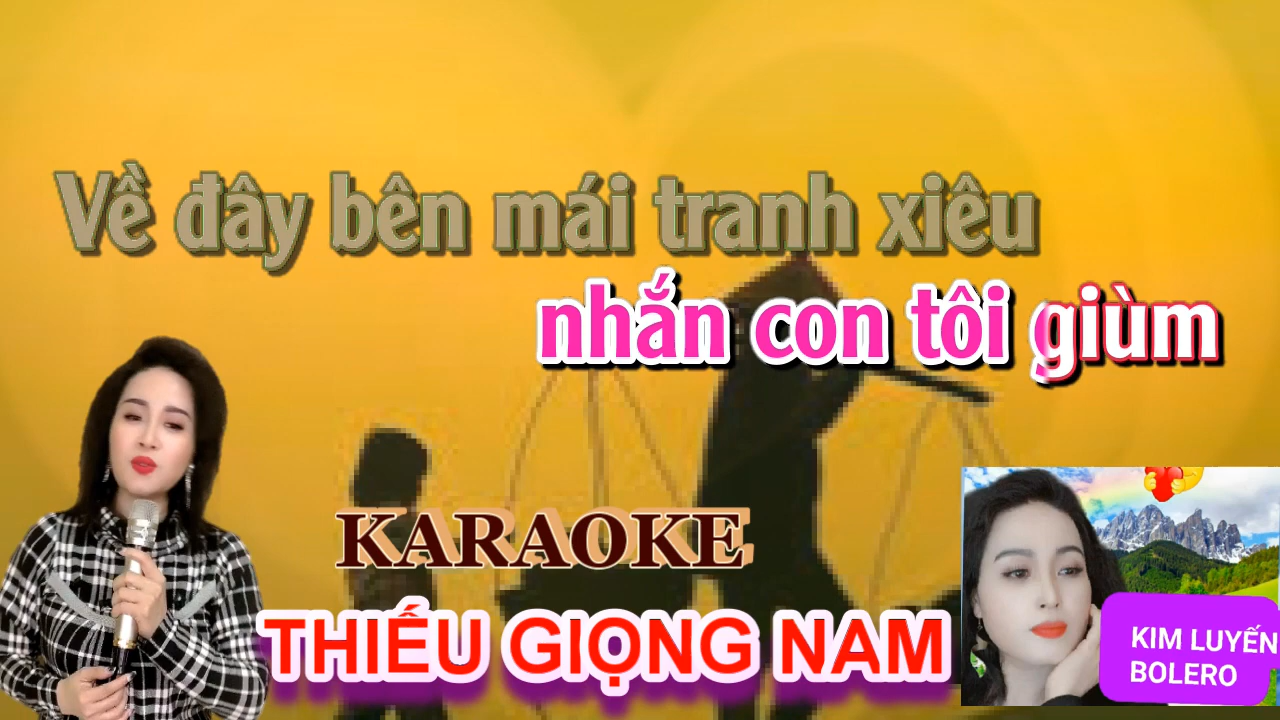 Về đây bên mái tranh xiêu
nhắn con tôi giùm
KARAOKE
THIẾU GIỌNG NAM
KIM LUYẾN
BOLERO